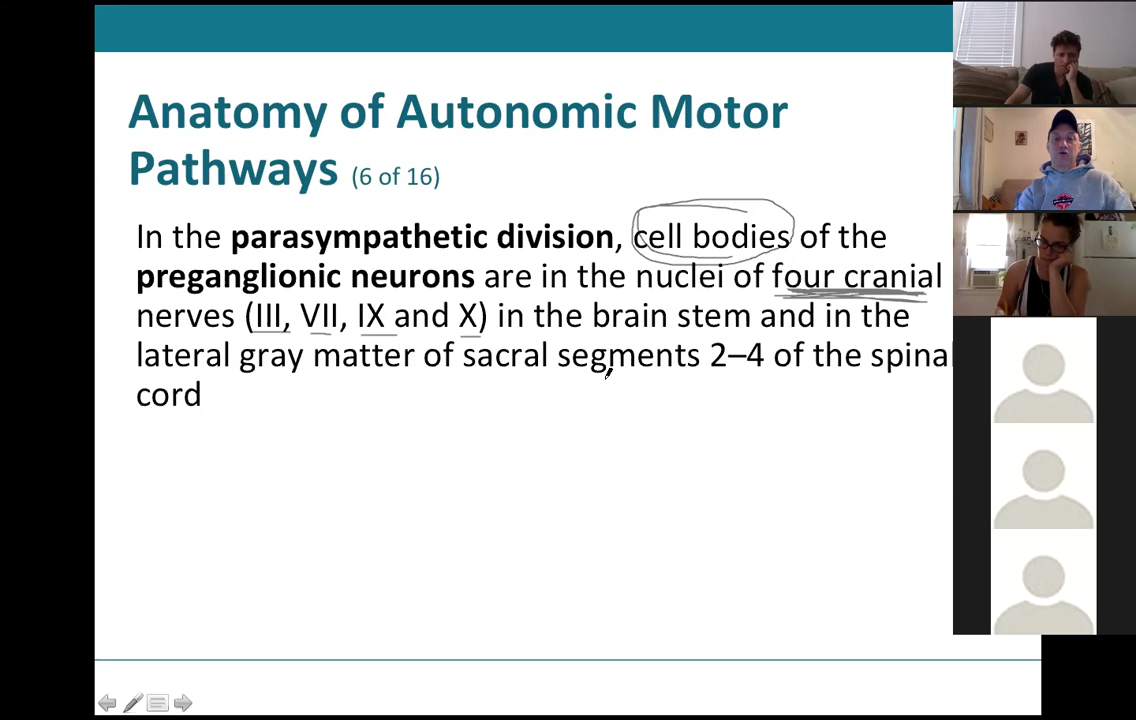 Anatomy of Autonomic Motor
Pathways (6 of 16)
In the parasympathetic division, cell bodies of the
preganglionic neurons are in the nuclei of four cranial
nerves (III, VII, IX and X) in the brain stem and in the
lateral gray matter of sacral segments 2–4 of the spinal
cord